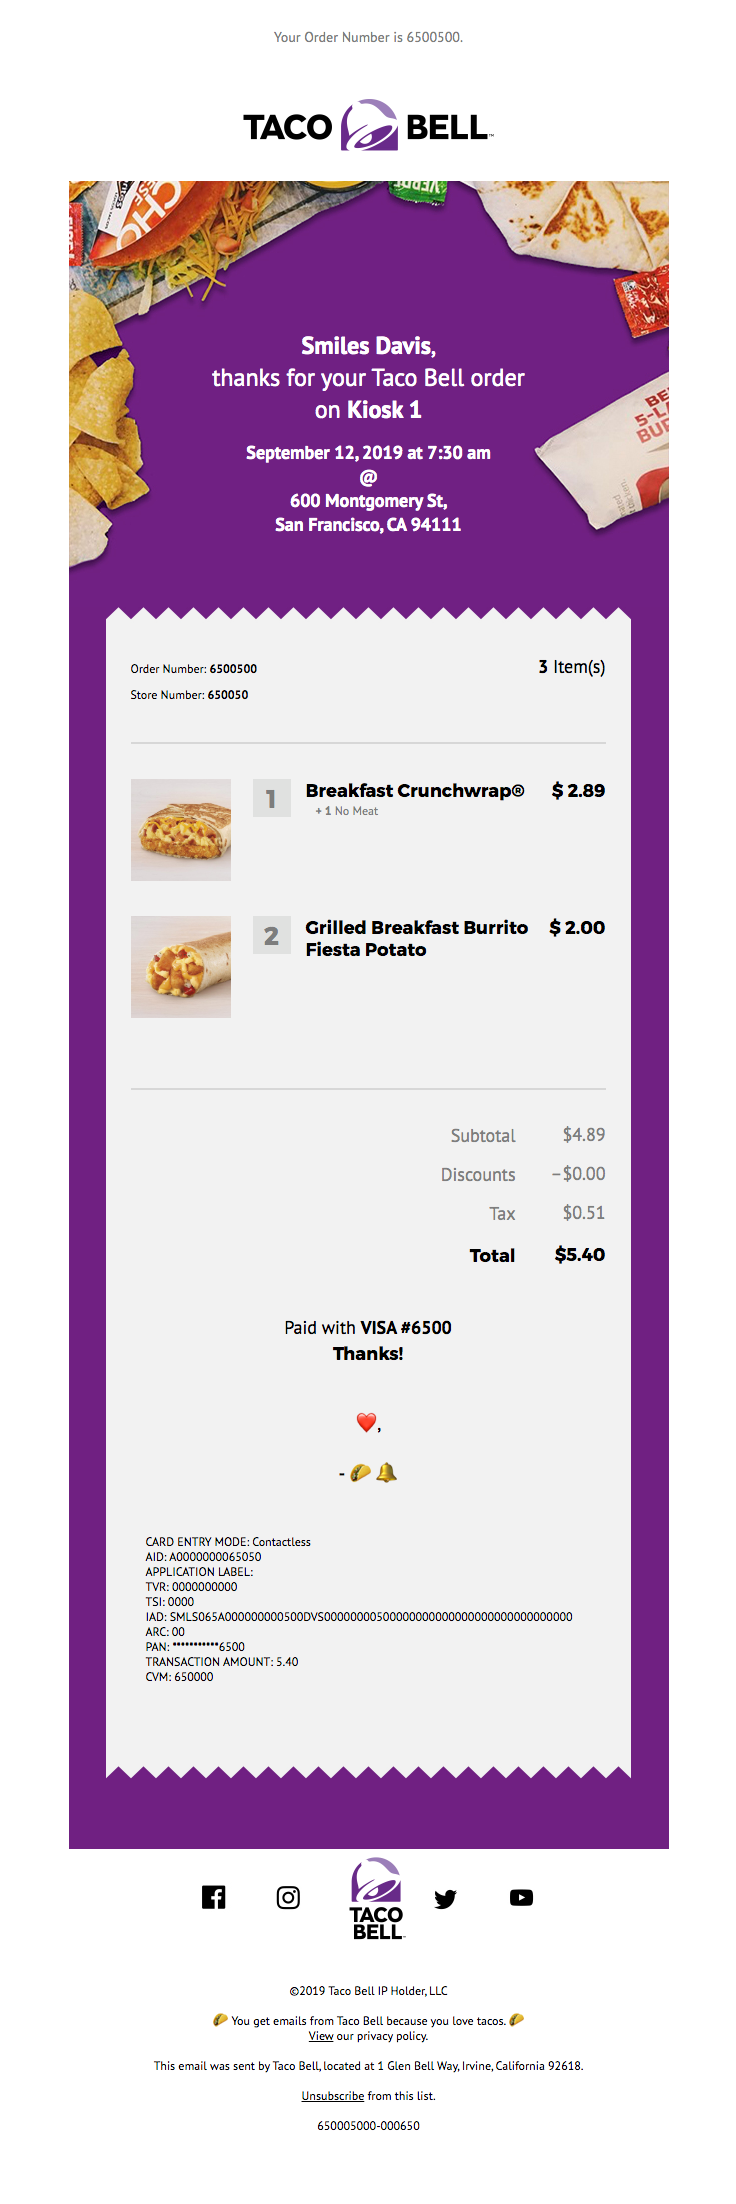 Your Order Number is 6500500.
TACO BELL™
VERDE
FIRE
BE
5-L
BUR
Smiles Davis,
thanks for your Taco Bell order
on Kiosk 1
September 12, 2019 at 7:30 am
@
600 Montgomery St,
San Francisco, CA 94111
Order Number: 6500500
3 Item(s)
Store Number: 650050
1 Breakfast Crunchwrap® $ 2.89
+ 1 No Meat
2 Grilled Breakfast Burrito $ 2.00
Fiesta Potato
Subtotal $4.89
Discounts –$0.00
Tax $0.51
Total $5.40
Paid with VISA #6500
Thanks!
❤️,
- 🌮 🔔
CARD ENTRY MODE: Contactless
AID: A0000000065050
APPLICATION LABEL:
TVR: 0000000000
TSI: 0000
ARC: 00
PAN: •••••••••••6500
TRANSACTION AMOUNT: 5.40
CVM: 650000
TACO
BELL™
©2019 Taco Bell IP Holder, LLC
🌮 You get emails from Taco Bell because you love tacos. 🌮
View our privacy policy.
This email was sent by Taco Bell, located at 1 Glen Bell Way, Irvine, California 92618.
Unsubscribe from this list.
650005000-000650